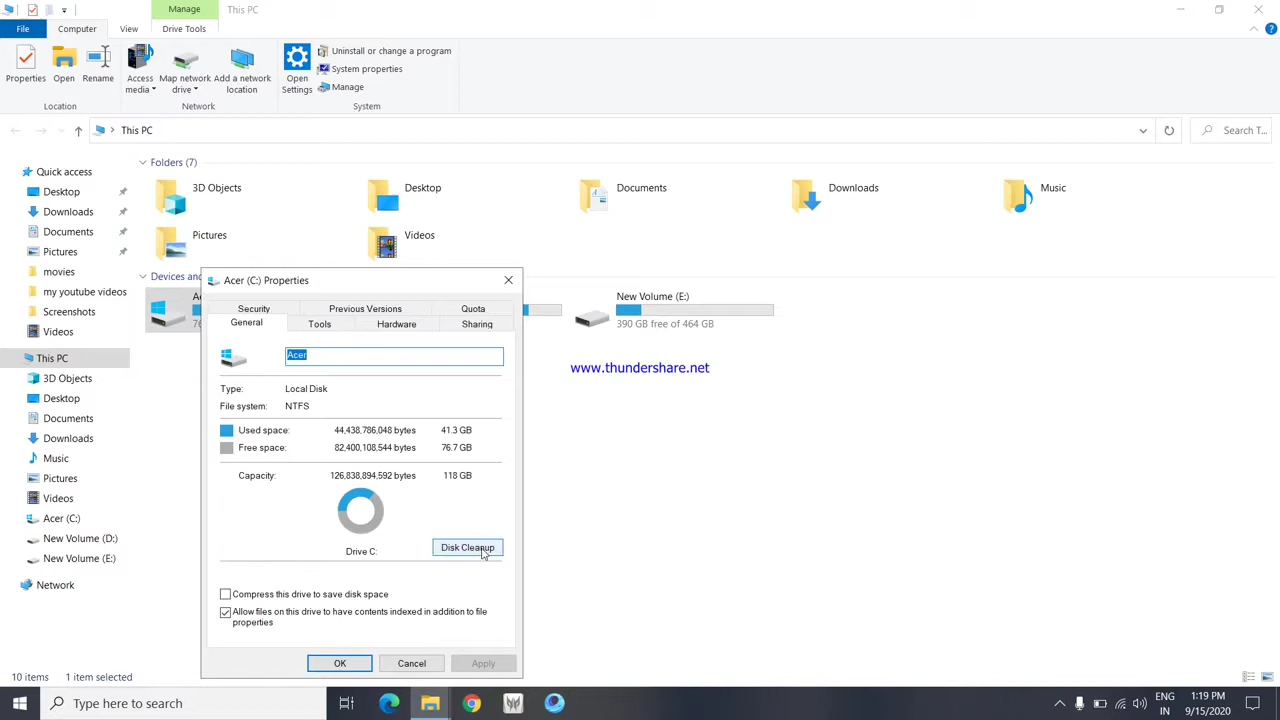 Manage
This PC
File
Computer
View
Drive Tools
Properties
Open
Rename
Access media
Map network drive
Add a network location
Open Settings
Uninstall or change a program
System properties
Manage
Location
Network
System
This PC
Search T...
Quick access
Desktop
Downloads
Documents
Pictures
movies
my youtube videos
Screenshots
Videos
This PC
3D Objects
Desktop
Documents
Downloads
Music
Pictures
Videos
Acer (C:)
New Volume (D:)
New Volume (E:)
Network
Folders (7)
3D Objects
Desktop
Documents
Downloads
Music
Pictures
Videos
Devices and
New Volume (E:)
390 GB free of 464 GB
www.thundershare.net
Acer (C:) Properties
Security
Previous Versions
Quota
General
Tools
Hardware
Sharing
Acer
Type: Local Disk
File system: NTFS
Used space: 44,438,786,048 bytes 41.3 GB
Free space: 82,400,108,544 bytes 76.7 GB
Capacity: 126,838,894,592 bytes 118 GB
Drive C:
Disk Cleanup
Compress this drive to save disk space
Allow files on this drive to have contents indexed in addition to file
properties
OK
Cancel
Apply
10 items
1 item selected
Type here to search
ENG
IN
1:19 PM
9/15/2020